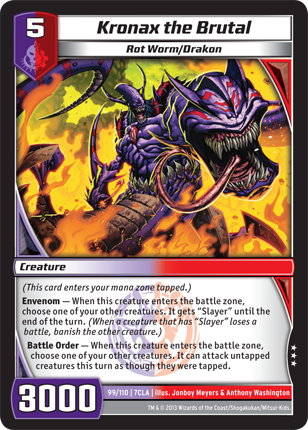 5
Kronax the Brutal
Rot Worm/Drakon
Creature
(This card enters your mana zone tapped.)
Envenom — When this creature enters the battle zone,
choose one of your other creatures. It gets "Slayer" until the
end of the turn. (When a creature that has "Slayer" loses a
battle, banish the other creature.)
Battle Order — When this creature enters the battle zone,
choose one of your other creatures. It can attack untapped
creatures this turn as though they were tapped.
3000
99/110 | 7CLA | illus. Jonboy Meyers & Anthony Washington
TM & © 2013 Wizards of the Coast/Shogakukan/Mitsui-Kids.